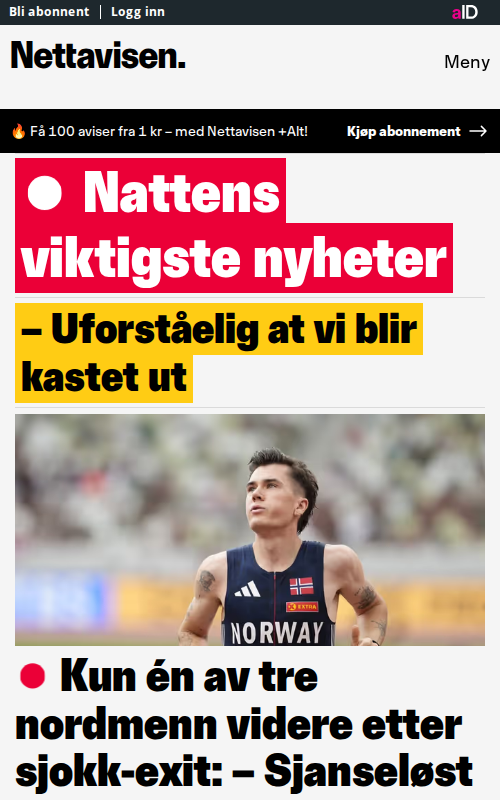 Bli abonnent | Logg inn
aID
Nettavisen.
Meny
🔥 Få 100 aviser fra 1 kr – med Nettavisen +Alt!
Kjøp abonnement →
Nattens
viktigste nyheter
– Uforståelig at vi blir
kastet ut
EXTRA
NORWAY
Kun én av tre
nordmenn videre etter
sjokk-exit: – Sjanseløst